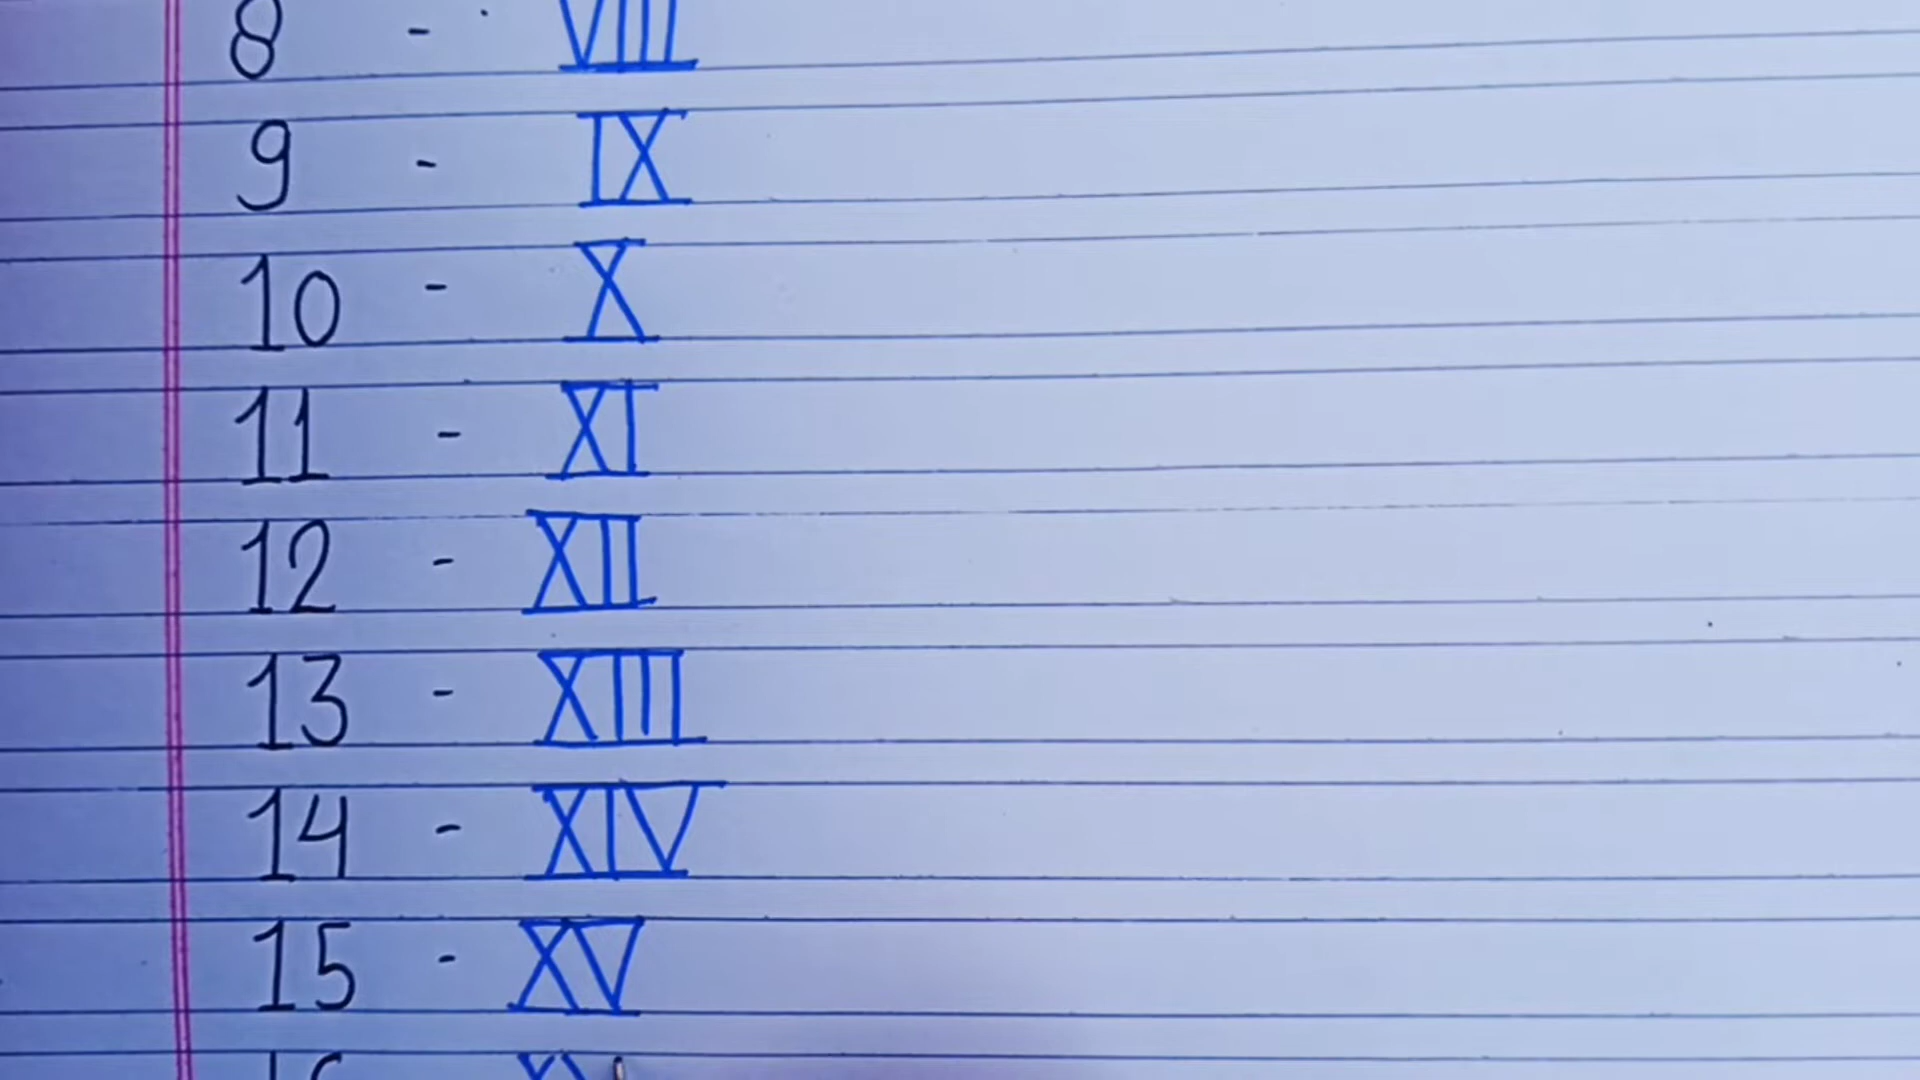 8 - VIII
9 - IX
10 - X
11 - XI
12 - XII
13 - XIII
14 - XIV
15 - XV